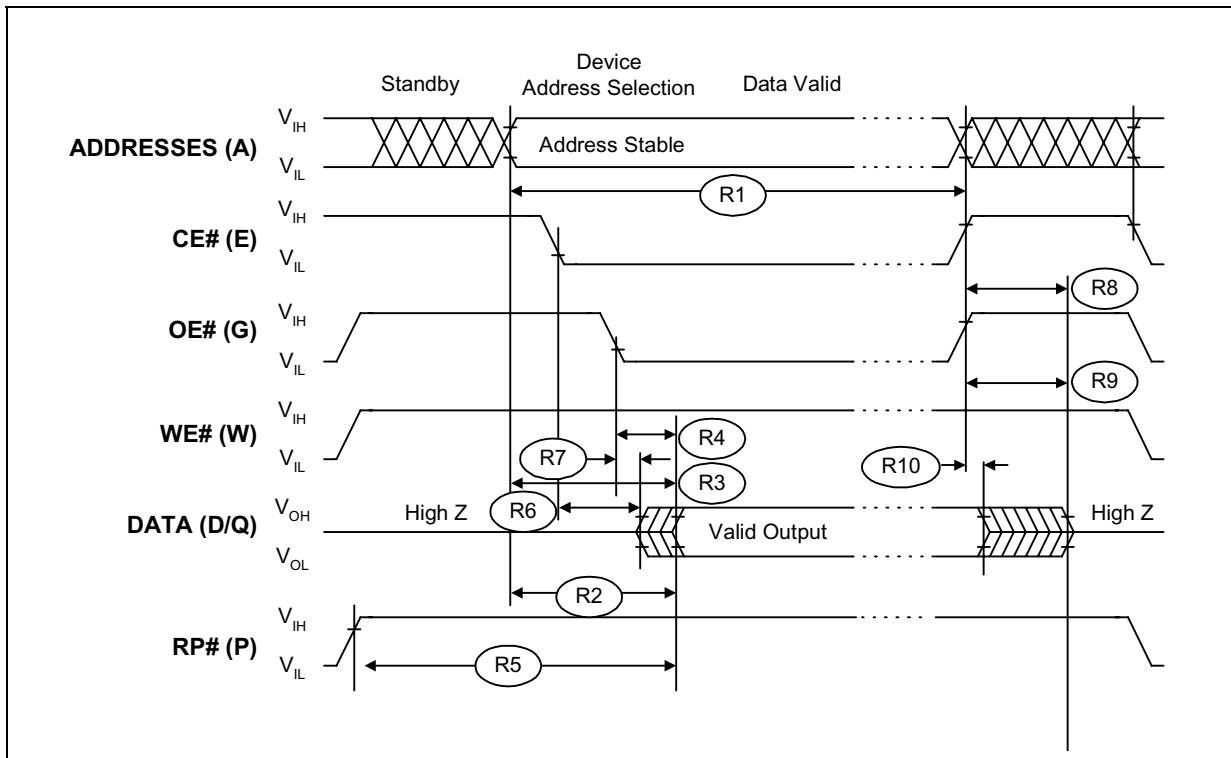 Device
Standby Address Selection Data Valid
V_IH
ADDRESSES (A) Address Stable
V_IL
R1
V_IH
CE# (E)
V_IL
R8
V_IH
OE# (G)
V_IL
R9
V_IH
WE# (W)
R4
V_IL
R7 R10
R3
V_OH High Z R6 High Z
DATA (D/Q) Valid Output
V_OL
R2
V_IH
RP# (P)
V_IL R5